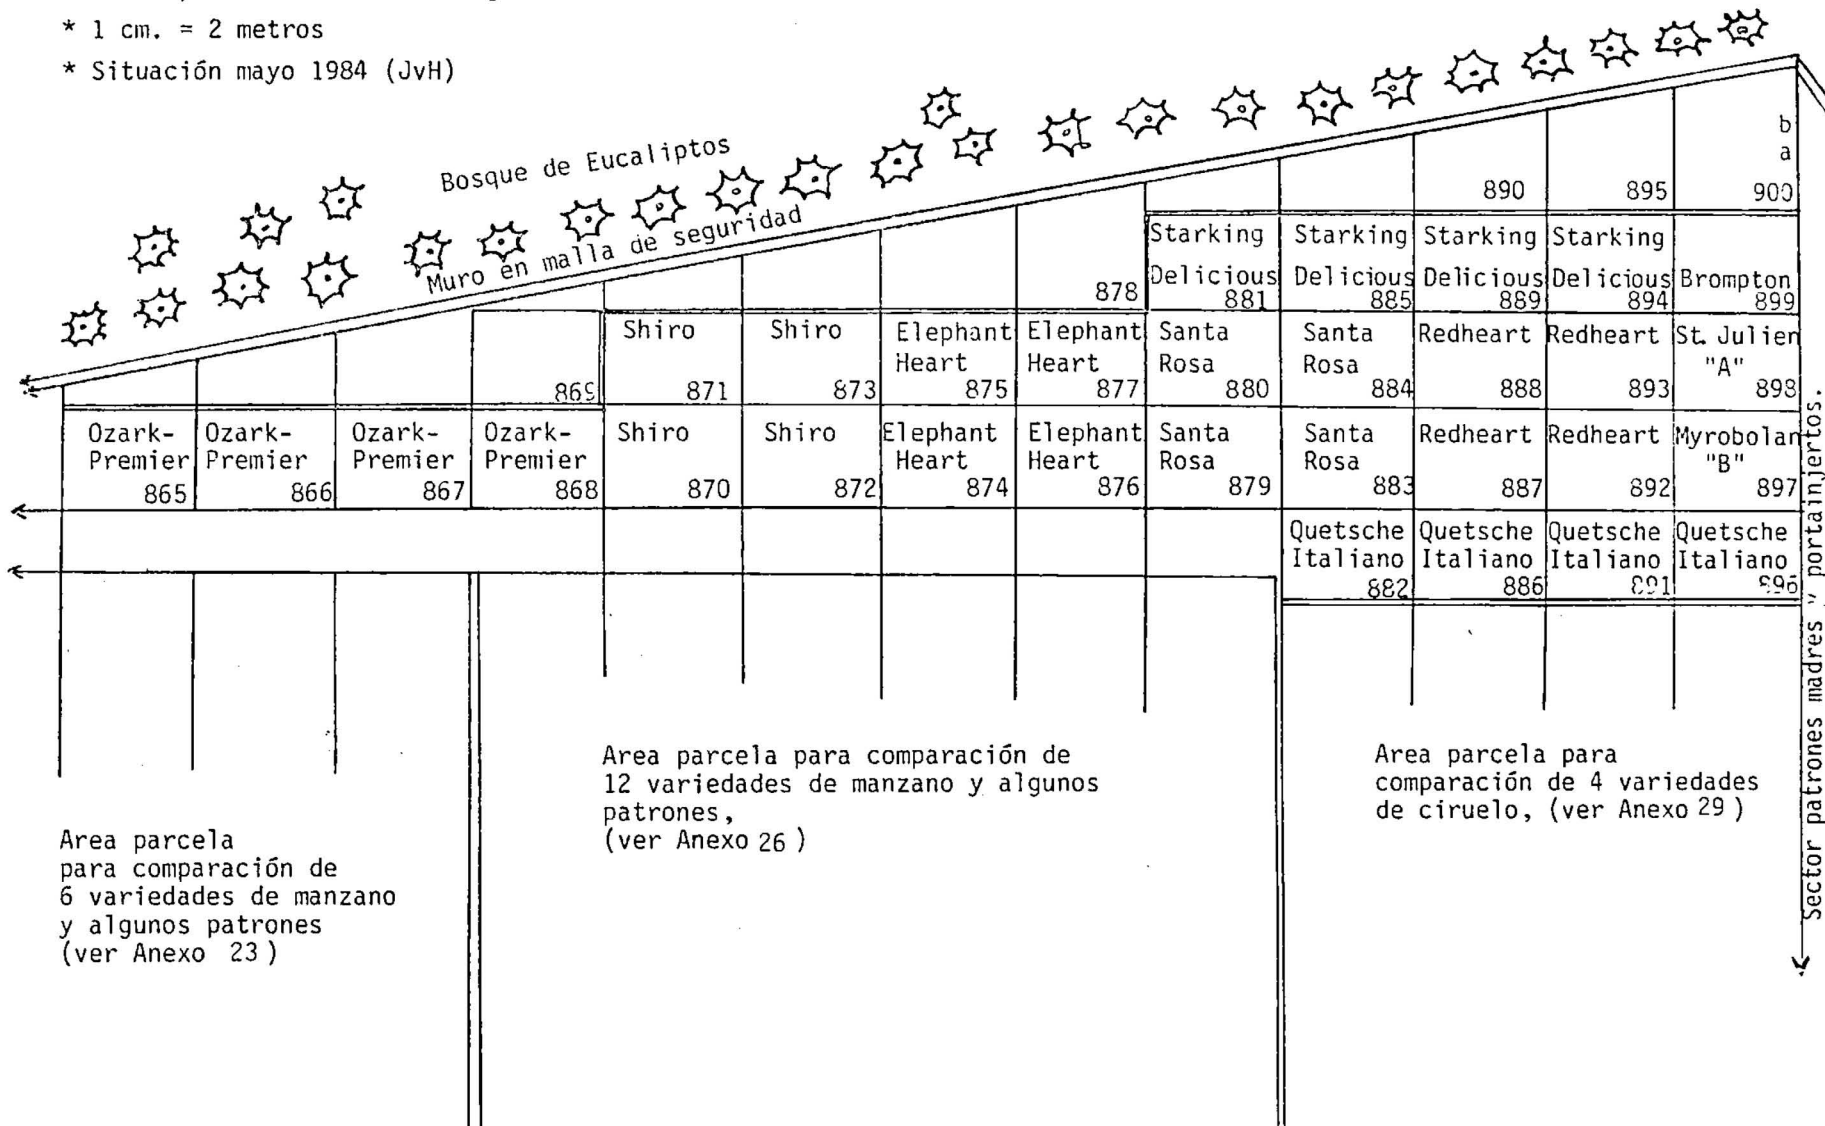 * 1 cm. = 2 metros
* Situación mayo 1984 (JvH)
Bosque de Eucaliptos
Muro en malla de seguridad
b
a
890 895 900
Starking Starking Starking Starking
Delicious Delicious Delicious Delicious Brompton
878 881 885 889 894 899
Shiro Shiro Elephant Elephant Santa Santa Redheart Redheart St. Julien
Heart Heart Rosa Rosa "A"
869 871 873 875 877 880 884 888 893 898
Ozark- Ozark- Ozark- Ozark- Shiro Shiro Elephant Elephant Santa Santa Redheart Redheart Myrobolan
Premier Premier Premier Premier Heart Heart Rosa Rosa "B"
865 866 867 868 870 872 874 876 879 883 887 892 897
Quetsche Quetsche Quetsche Quetsche
Italiano Italiano Italiano Italiano
882 886 891 896
Sector patrones madres y portainjertos.
Area parcela para comparación de
12 variedades de manzano y algunos
patrones,
(ver Anexo 26 )
Area parcela para
comparación de 4 variedades
de ciruelo, (ver Anexo 29 )
Area parcela
para comparación de
6 variedades de manzano
y algunos patrones
(ver Anexo 23 )